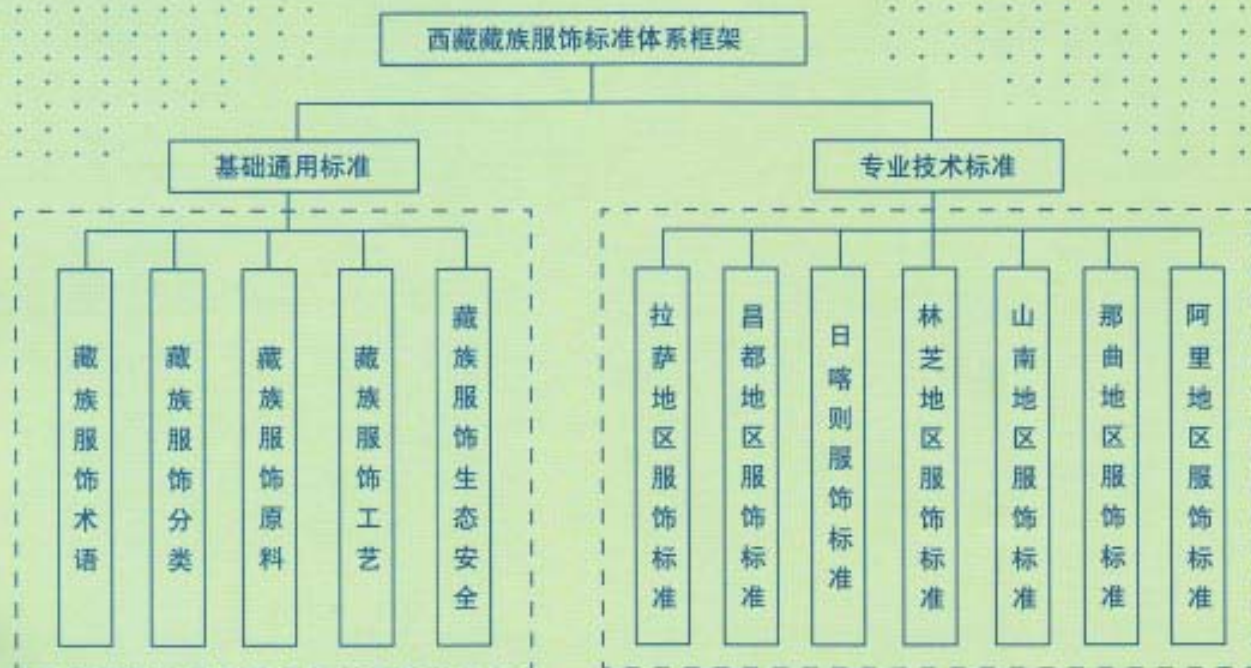 西藏藏族服饰标准体系框架
基础通用标准
专业技术标准
藏族服饰术语
藏族服饰分类
藏族服饰原料
藏族服饰工艺
藏族服饰生态安全
拉萨地区服饰标准
昌都地区服饰标准
日喀则服饰标准
林芝地区服饰标准
山南地区服饰标准
那曲地区服饰标准
阿里地区服饰标准